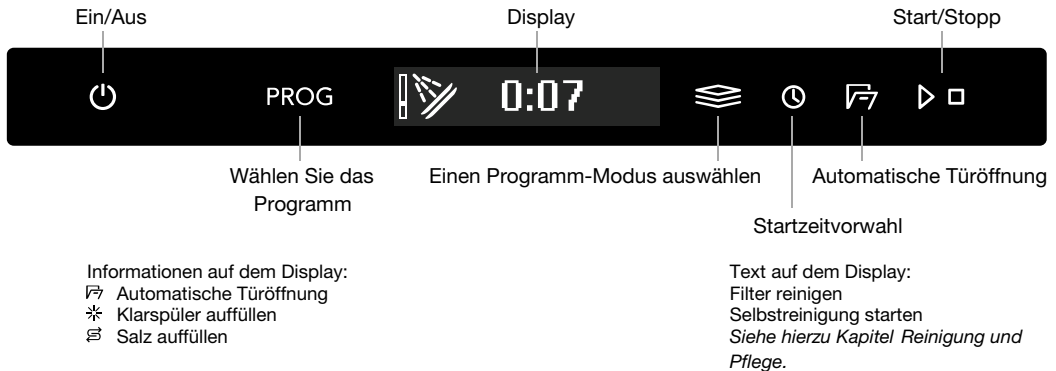 Ein/Aus
Display
Start/Stopp
PROG
0:07
Wählen Sie das
Programm
Einen Programm-Modus auswählen
Automatische Türöffnung
Startzeitvorwahl
Informationen auf dem Display:
Automatische Türöffnung
Klarspüler auffüllen
Salz auffüllen
Text auf dem Display:
Filter reinigen
Selbstreinigung starten
Siehe hierzu Kapitel Reinigung und
Pflege.